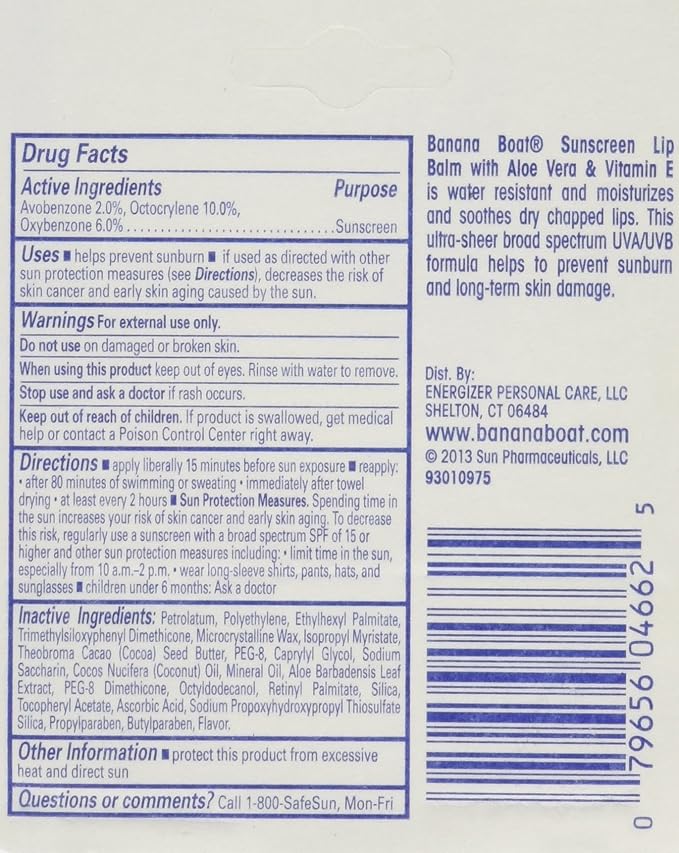 Drug Facts
Active Ingredients Purpose
Avobenzone 2.0%, Octocrylene 10.0%,
Oxybenzone 6.0%..............................Sunscreen
Uses ■ helps prevent sunburn ■ if used as directed with other
sun protection measures (see Directions), decreases the risk of
skin cancer and early skin aging caused by the sun.
Warnings For external use only.
Do not use on damaged or broken skin.
When using this product keep out of eyes. Rinse with water to remove.
Stop use and ask a doctor if rash occurs.
Keep out of reach of children. If product is swallowed, get medical
help or contact a Poison Control Center right away.
Directions ■ apply liberally 15 minutes before sun exposure ■ reapply:
• after 80 minutes of swimming or sweating • immediately after towel
drying • at least every 2 hours ■ Sun Protection Measures. Spending time in
the sun increases your risk of skin cancer and early skin aging. To decrease
this risk, regularly use a sunscreen with a broad spectrum SPF of 15 or
higher and other sun protection measures including: • limit time in the sun,
especially from 10 a.m.–2 p.m. • wear long-sleeve shirts, pants, hats, and
sunglasses ■ children under 6 months: Ask a doctor
Inactive Ingredients: Petrolatum, Polyethylene, Ethylhexyl Palmitate,
Trimethylsiloxyphenyl Dimethicone, Microcrystalline Wax, Isopropyl Myristate,
Theobroma Cacao (Cocoa) Seed Butter, PEG-8, Caprylyl Glycol, Sodium
Saccharin, Cocos Nucifera (Coconut) Oil, Mineral Oil, Aloe Barbadensis Leaf
Extract, PEG-8 Dimethicone, Octyldodecanol, Retinyl Palmitate, Silica,
Tocopheryl Acetate, Ascorbic Acid, Sodium Propoxyhydroxypropyl Thiosulfate
Silica, Propylparaben, Butylparaben, Flavor.
Other Information ■ protect this product from excessive
heat and direct sun
Questions or comments? Call 1-800-SafeSun, Mon-Fri
Banana Boat® Sunscreen Lip
Balm with Aloe Vera & Vitamin E
is water resistant and moisturizes
and soothes dry chapped lips. This
ultra-sheer broad spectrum UVA/UVB
formula helps to prevent sunburn
and long-term skin damage.
Dist. By:
ENERGIZER PERSONAL CARE, LLC
SHELTON, CT 06484
www.bananaboat.com
© 2013 Sun Pharmaceuticals, LLC
93010975
0 79656 04662 5